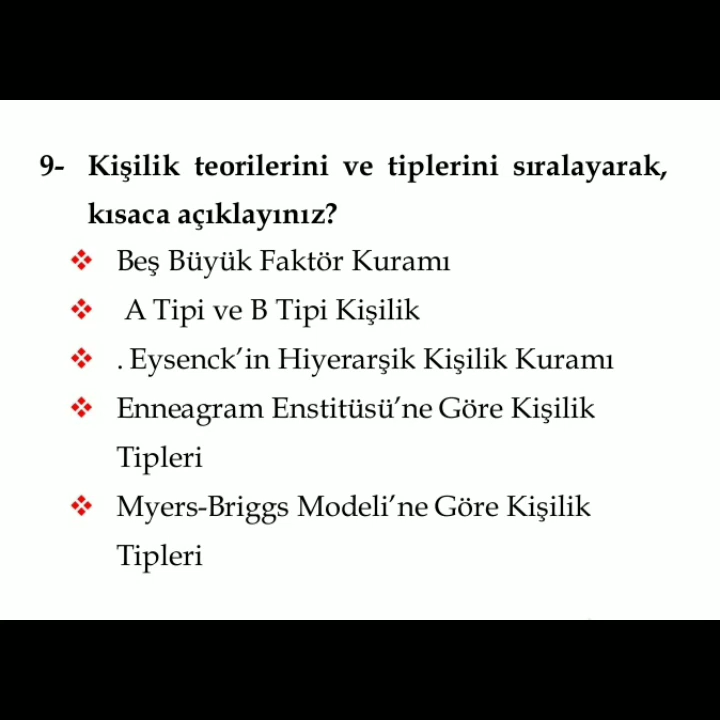 9- Kişilik teorilerini ve tiplerini sıralayarak,
kısaca açıklayınız?
❖ Beş Büyük Faktör Kuramı
❖ A Tipi ve B Tipi Kişilik
❖ . Eysenck’in Hiyerarşik Kişilik Kuramı
❖ Enneagram Enstitüsü’ne Göre Kişilik
Tipleri
❖ Myers-Briggs Modeli’ne Göre Kişilik
Tipleri